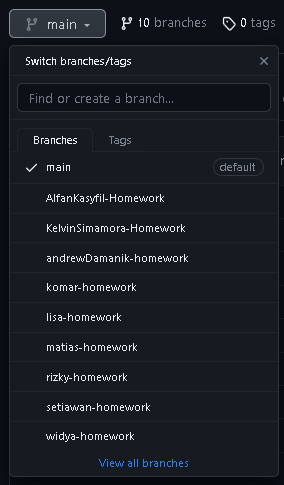 main 10 branches 0 tags
Switch branches/tags
Find or create a branch...
Branches Tags
main default
AlfanKasyfil-Homework
KelvinSimamora-Homework
andrewDamanik-homework
komar-homework
lisa-homework
matias-homework
rizky-homework
setiawan-homework
widya-homework
View all branches